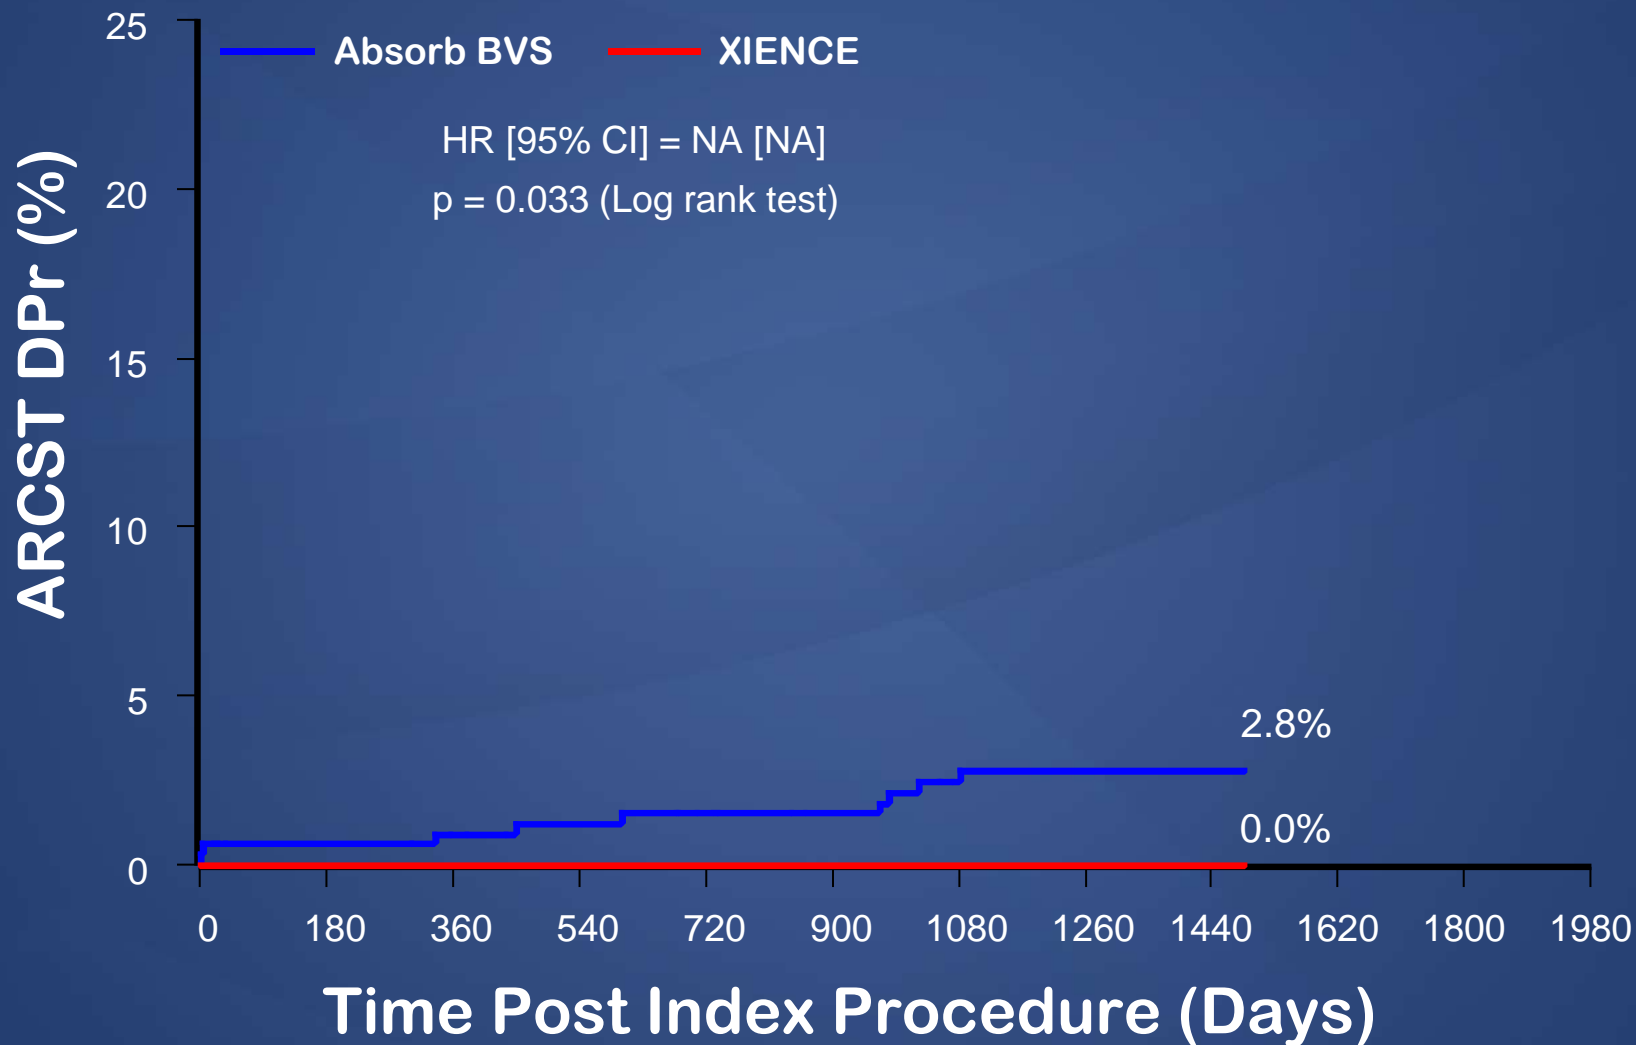 Absorb BVS XIENCE
HR [95% CI] = NA [NA]
p = 0.033 (Log rank test)
ARCST DPr (%)
25
20
15
10
5
0
2.8%
0.0%
0 180 360 540 720 900 1080 1260 1440 1620 1800 1980
Time Post Index Procedure (Days)